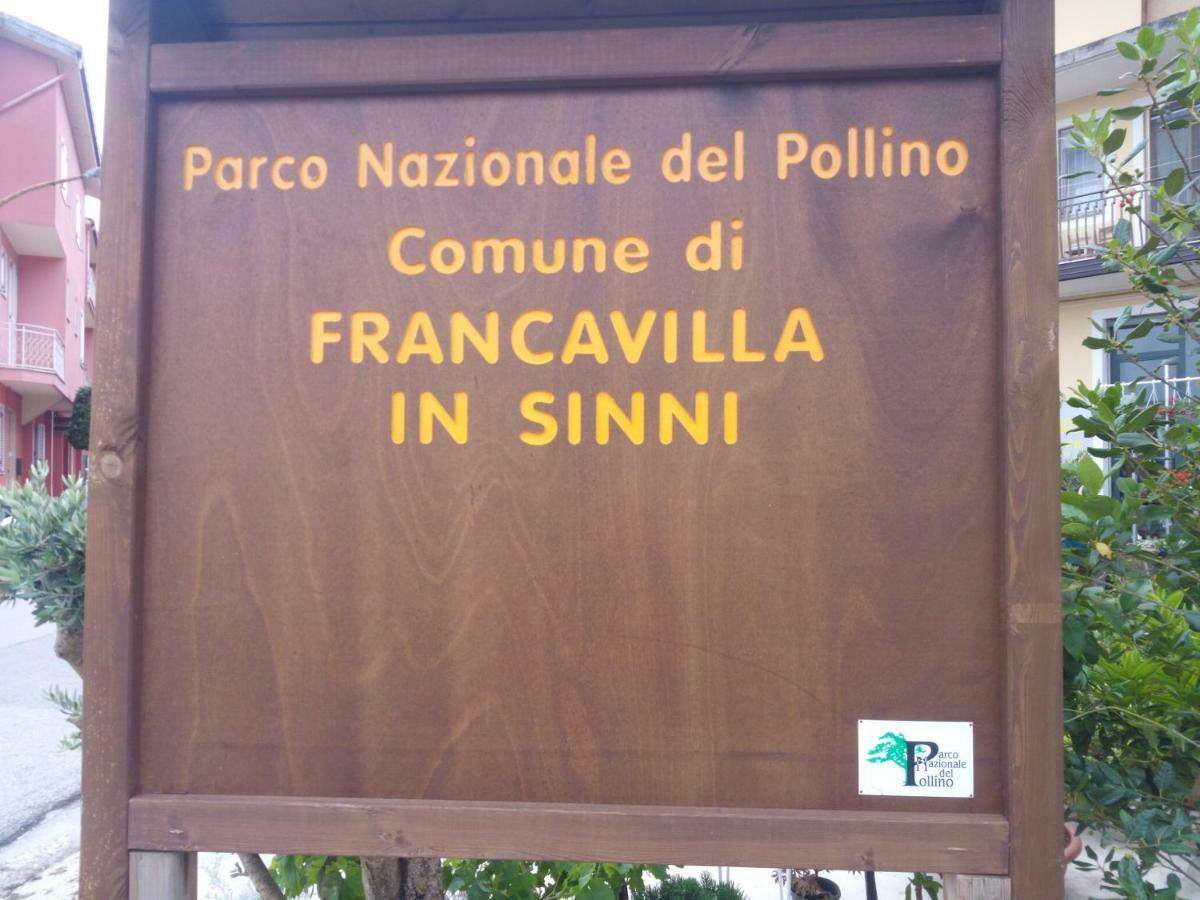 Parco Nazionale del Pollino
Comune di
FRANCAVILLA
IN SINNI
Parco
Nazionale
del
Pollino